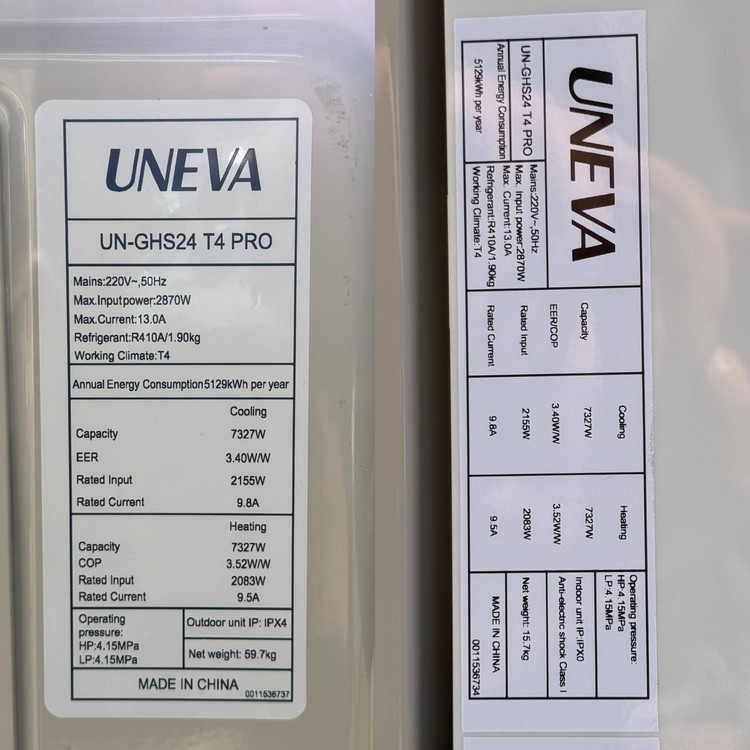 UNEVA
UN-GHS24 T4 PRO
Mains:220V~,50Hz
Max.Inputpower:2870W
Max.Current:13.0A
Refrigerant:R410A/1.90kg
Working Climate:T4
Annual Energy Consumption5129kWh per year
Cooling
Capacity 7327W
EER 3.40W/W
Rated Input 2155W
Rated Current 9.8A
Heating
Capacity 7327W
COP 3.52W/W
Rated Input 2083W
Rated Current 9.5A
Operating
pressure:
HP:4.15MPa
LP:4.15MPa
Outdoor unit IP: IPX4
Net weight: 59.7kg
MADE IN CHINA
0011536737
UNEVA
UN-GHS24 T4 PRO
Annual Energy Consumption
5129kWh per year
Mains:220V~,50Hz
Max. Input power:2870W
Max. Current:13.0A
Refrigerant:R410A/1.90kg
Working Climate:T4
Cooling Heating
Capacity 7327W 7327W
EER/COP 3.40W/W 3.52W/W
Rated Input 2155W 2083W
Rated Current 9.8A 9.5A
Operating pressure:
HP:4.15MPa
LP:4.15MPa
Indoor unit IP:IPX0
Anti-electric shock Class I
Net weight: 15.7kg
MADE IN CHINA
0011536734